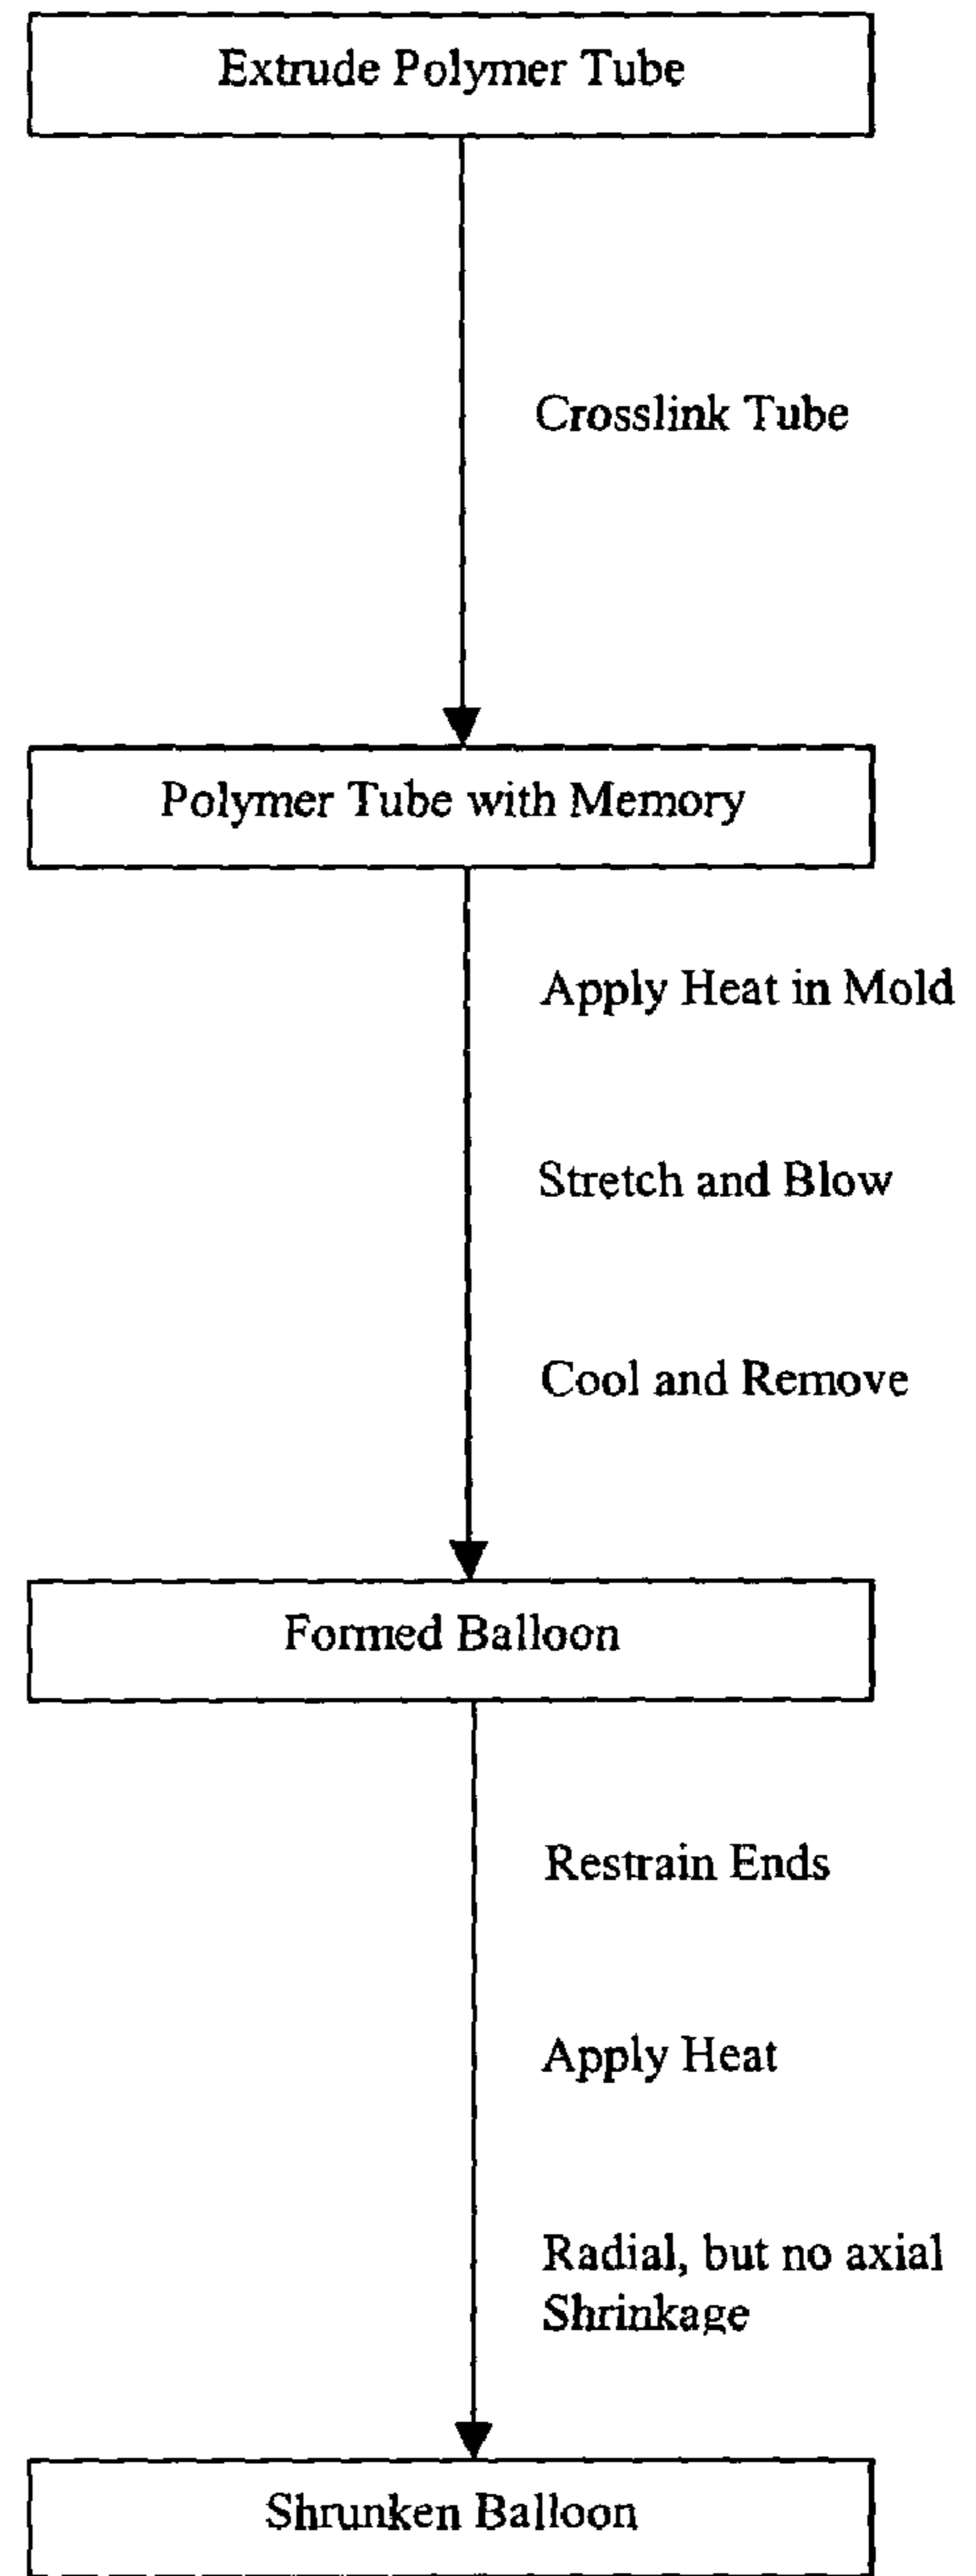 Extrude Polymer Tube
Crosslink Tube
Polymer Tube with Memory
Apply Heat in Mold
Stretch and Blow
Cool and Remove
Formed Balloon
Restrain Ends
Apply Heat
Radial, but no axial
Shrinkage
Shrunken Balloon